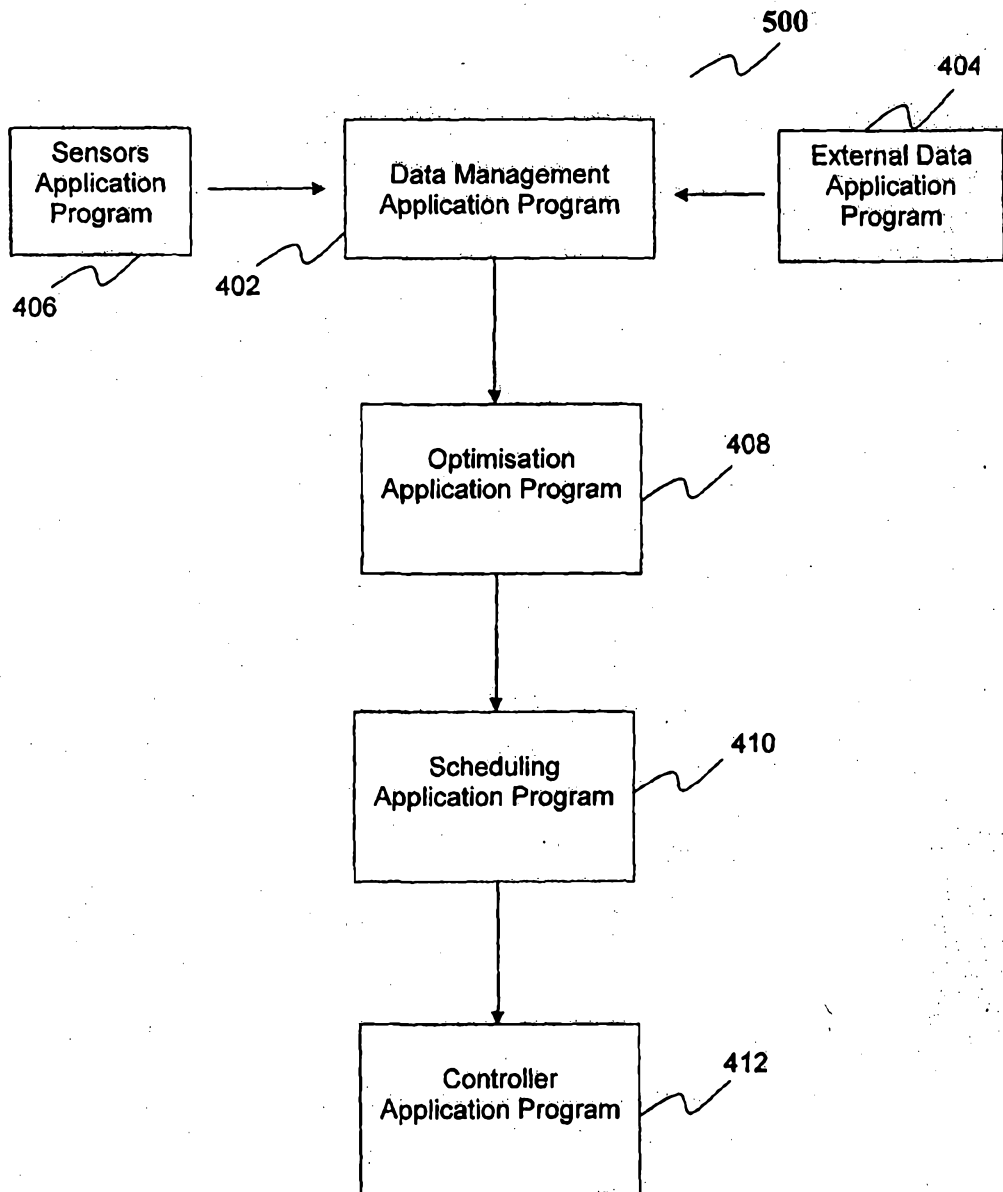 500
404
Sensors
Application
Program
Data Management
Application Program
External Data
Application
Program
406
402
Optimisation
Application Program
408
Scheduling
Application Program
410
Controller
Application Program
412